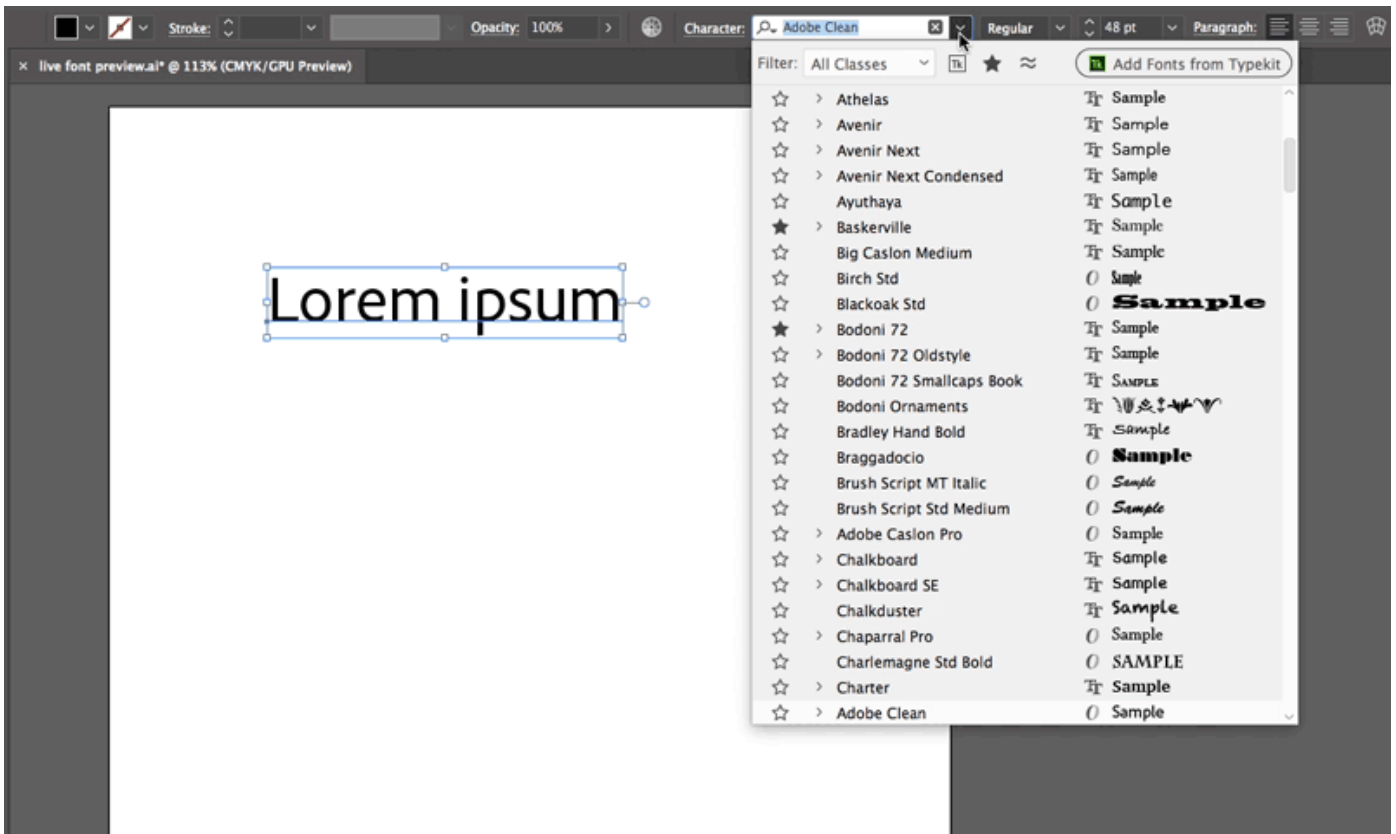 Stroke: Opacity: 100% Character: Adobe Clean Regular 48 pt Paragraph:
× live font preview.ai* @ 113% (CMYK/GPU Preview)
Filter: All Classes Tk Tk Add Fonts from Typekit
Athelas Sample
Avenir Sample
Avenir Next Sample
Avenir Next Condensed Sample
Ayuthaya Sample
Baskerville Sample
Big Caslon Medium Sample
Birch Std Sample
Blackoak Std Sample
Bodoni 72 Sample
Bodoni 72 Oldstyle Sample
Bodoni 72 Smallcaps Book Sample
Bodoni Ornaments
Bradley Hand Bold Sample
Braggadocio Sample
Brush Script MT Italic Sample
Brush Script Std Medium Sample
Adobe Caslon Pro Sample
Chalkboard Sample
Chalkboard SE Sample
Chalkduster Sample
Chaparral Pro Sample
Charlemagne Std Bold SAMPLE
Charter Sample
Adobe Clean Sample
Lorem ipsum